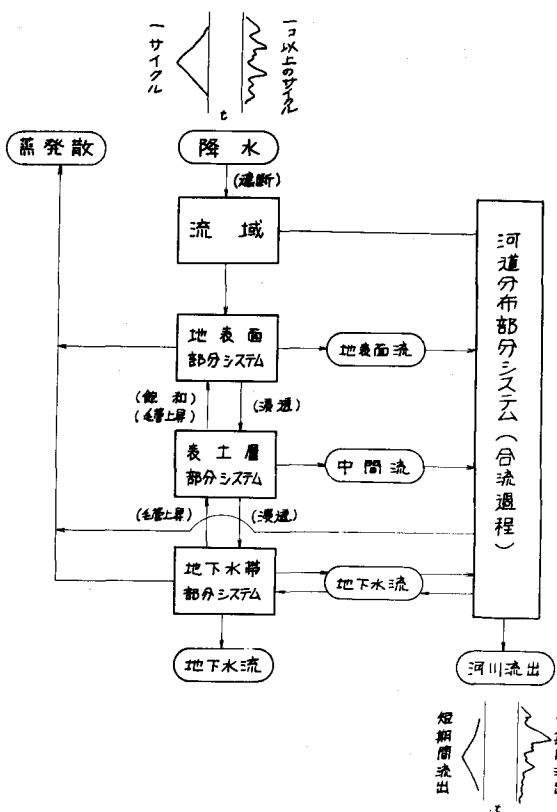 一サイクル
一コ以上のサイクル
t
蒸発散
降水
(遮断)
流域
地表面
部分システム
地表面流
(飽和)
(毛管上昇)
(浸透)
表土層
部分システム
中間流
(毛管上昇)
(浸透)
地下水帯
部分システム
地下水流
地下水流
河道分布部分システム(合流過程)
河川流出
短期間流出
t